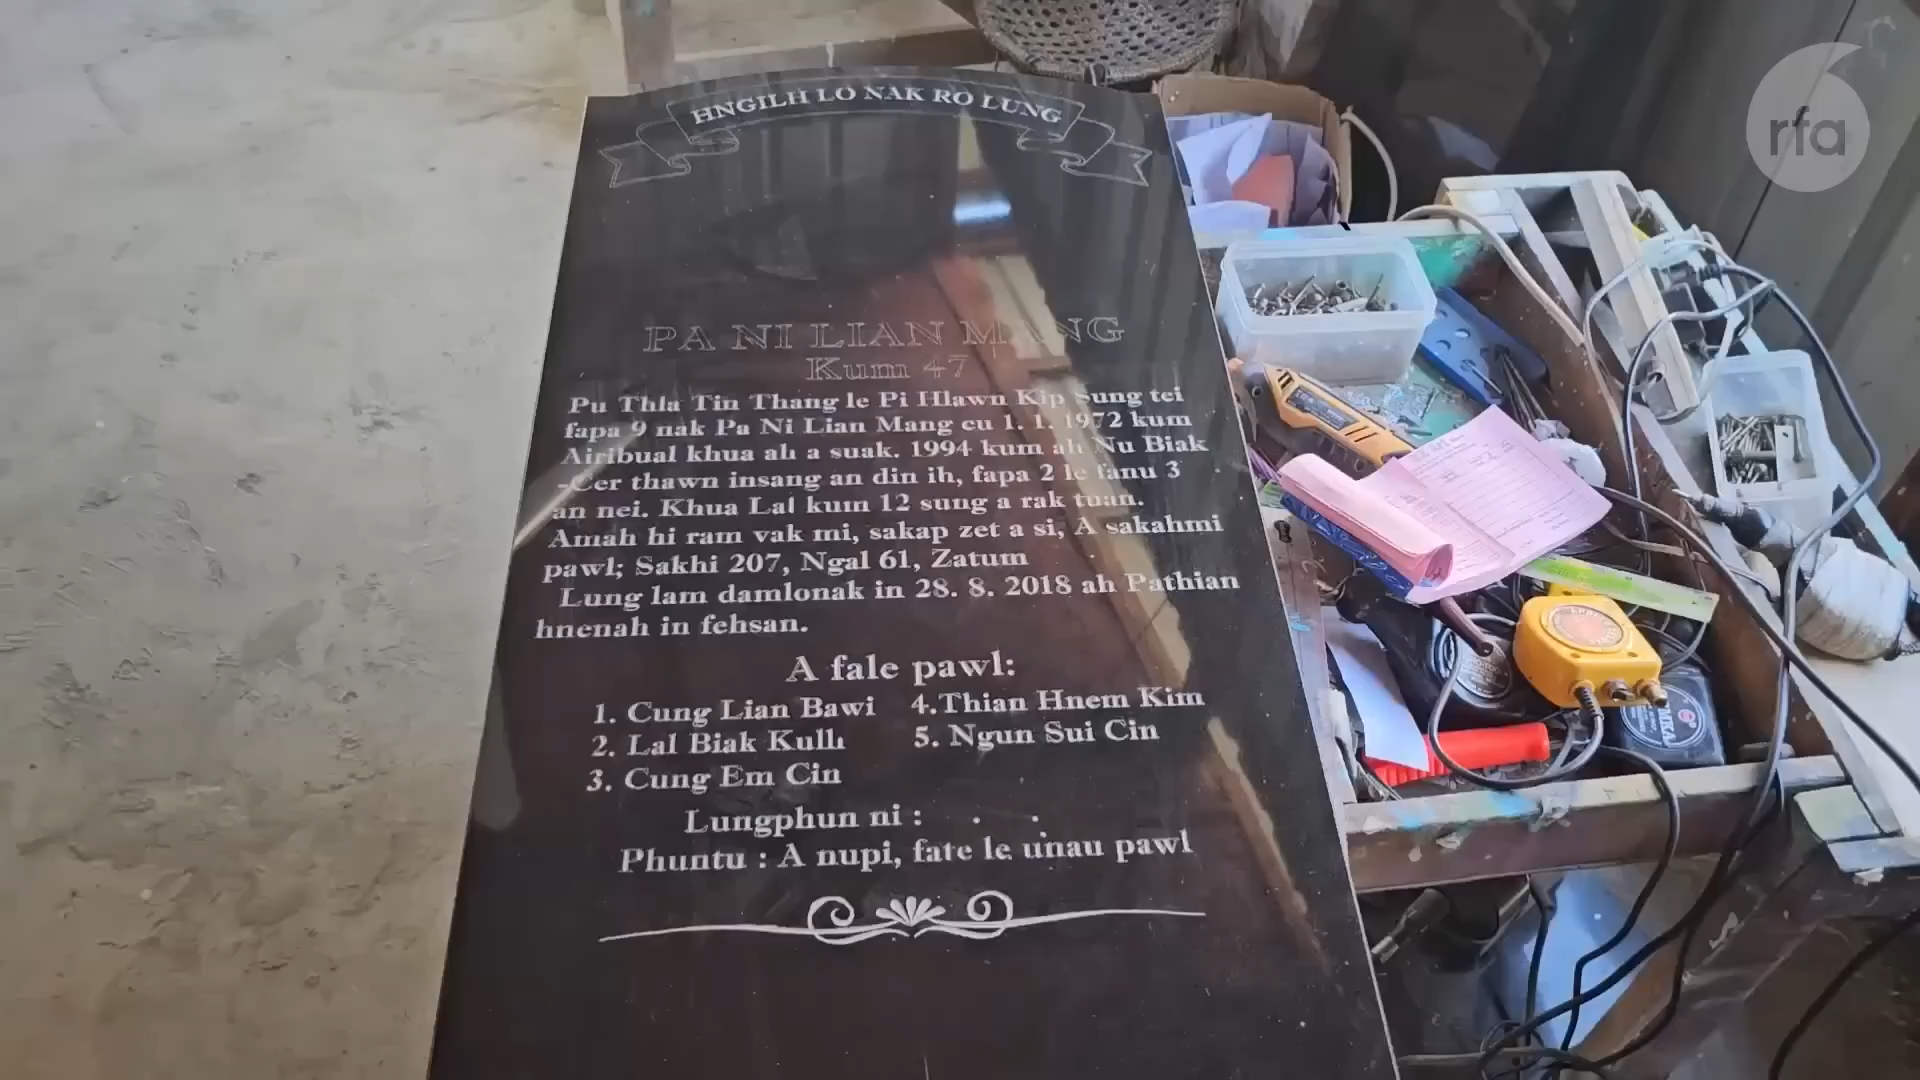 HNGILH LO NAK RO LUNG
rfa
PA NI LIAN MANG
Kum 47
Pu Thla Tin Thang le Pi Hlawn Kip Sung tei
fapa 9 nak Pa Ni Lian Mang cu 1. 1. 1972 kum
Airibual khua ah a suak. 1994 kum ah Nu Biak
-Cer thawn insang an din ih, fapa 2 le fanu 3
an nei. Khua Lal kum 12 sung a rak tuan.
Amah hi ram vak mi, sakap zet a si, A sakahmi
pawl; Sakhi 207, Ngal 61, Zatum
Lung lam damlonak in 28. 8. 2018 ah Pathian
hnenah in fehsan.
A fale pawl:
1. Cung Lian Bawi 4.Thian Hnem Kim
2. Lal Biak Kulh 5. Ngun Sui Cin
3. Cung Em Cin
Lungphun ni : . .
Phuntu : A nupi, fate le unau pawl